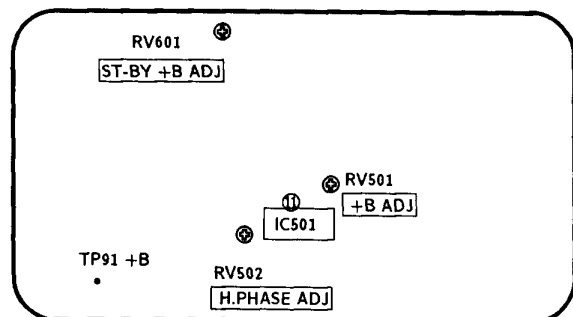 RV601
ST-BY +B ADJ
RV501
+B ADJ
11
IC501
TP91 +B
RV502
H.PHASE ADJ